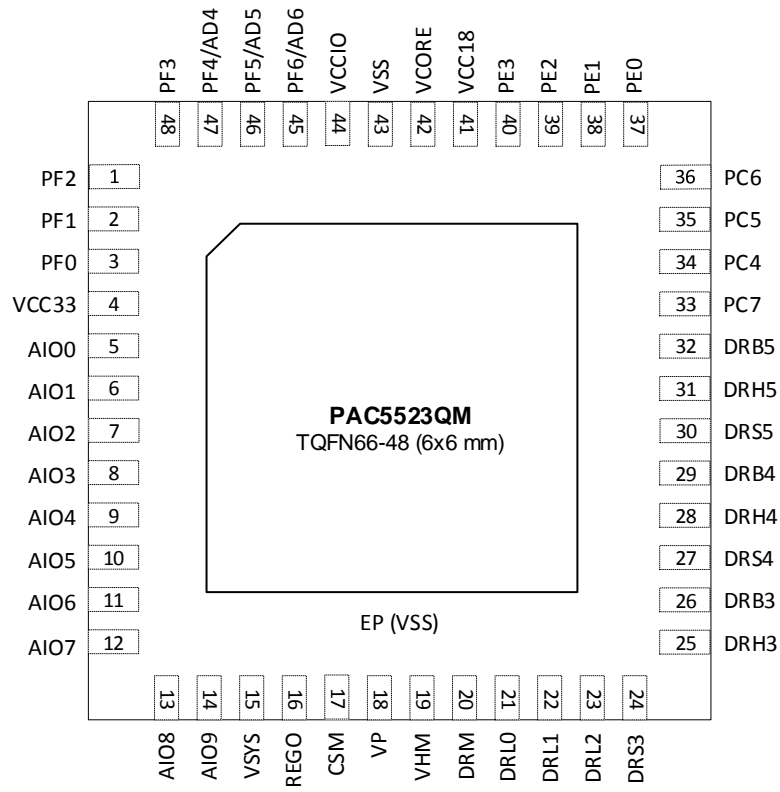 PF3
PF4/AD4
PF5/AD5
PF6/AD6
VCCIO
VSS
VCORE
VCC18
PE3
PE2
PE1
PE0
48
47
46
45
44
43
42
41
40
39
38
37
PF2 1
PF1 2
PF0 3
VCC33 4
AIO0 5
AIO1 6
AIO2 7
AIO3 8
AIO4 9
AIO5 10
AIO6 11
AIO7 12
PAC5523QM
TQFN66-48 (6x6 mm)
EP (VSS)
36 PC6
35 PC5
34 PC4
33 PC7
32 DRB5
31 DRH5
30 DRS5
29 DRB4
28 DRH4
27 DRS4
26 DRB3
25 DRH3
13
14
15
16
17
18
19
20
21
22
23
24
AIO8
AIO9
VSYS
REGO
CSM
VP
VHM
DRM
DRL0
DRL1
DRL2
DRS3